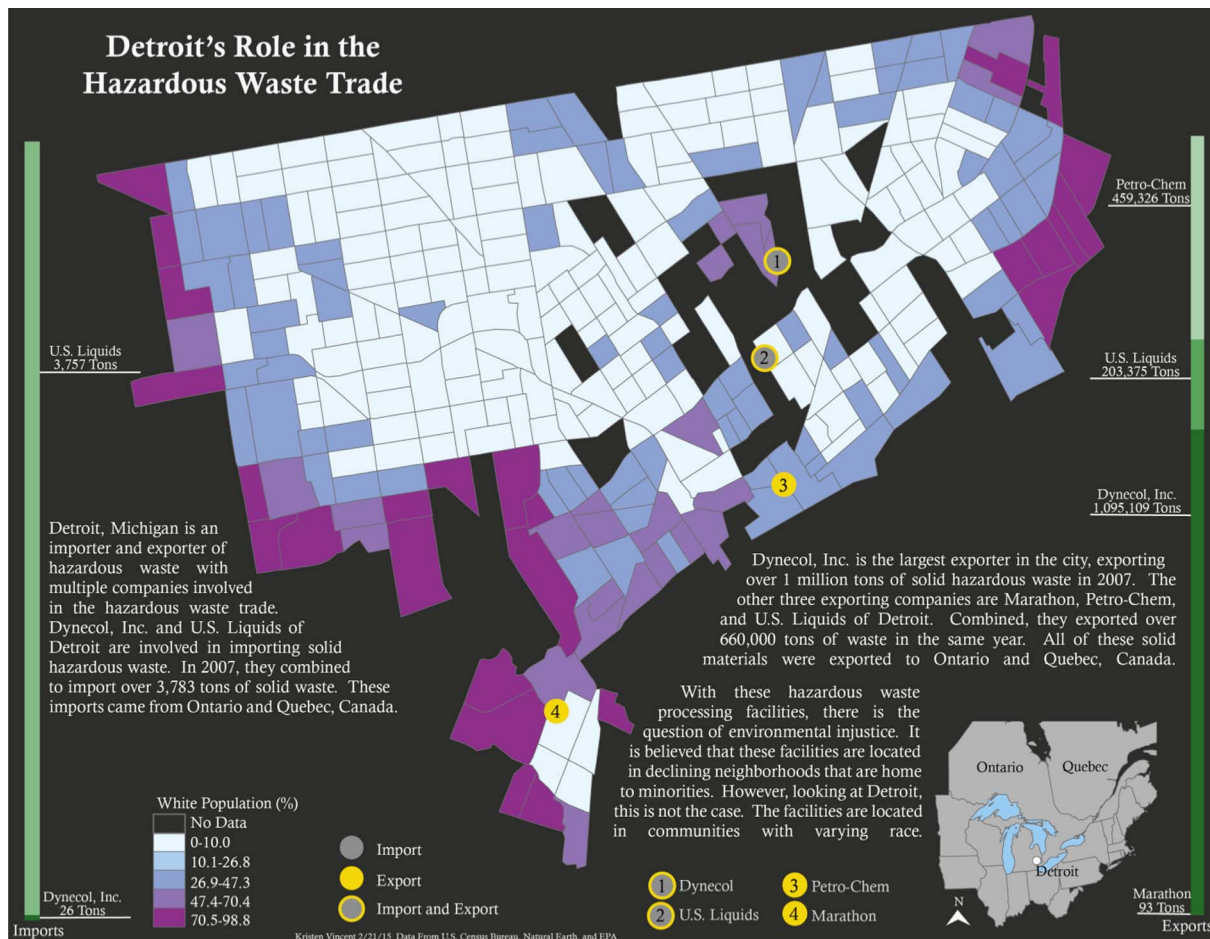 Detroit's Role in the
Hazardous Waste Trade
Petro-Chem
459,326 Tons
U.S. Liquids
3,757 Tons
U.S. Liquids
203,375 Tons
Dynecol, Inc.
1,095,109 Tons
1
2
3
4
Detroit, Michigan is an
importer and exporter of
hazardous waste with
multiple companies involved
in the hazardous waste trade.
Dynecol, Inc. and U.S. Liquids of
Detroit are involved in importing solid
hazardous waste. In 2007, they combined
to import over 3,783 tons of solid waste. These
imports came from Ontario and Quebec, Canada.
Dynecol, Inc. is the largest exporter in the city, exporting
over 1 million tons of solid hazardous waste in 2007. The
other three exporting companies are Marathon, Petro-Chem,
and U.S. Liquids of Detroit. Combined, they exported over
660,000 tons of waste in the same year. All of these solid
materials were exported to Ontario and Quebec, Canada.
With these hazardous waste
processing facilities, there is the
question of environmental injustice. It
is believed that these facilities are located
in declining neighborhoods that are home
to minorities. However, looking at Detroit,
this is not the case. The facilities are located
in communities with varying race.
White Population (%)
No Data
0-10.0
10.1-26.8
26.9-47.3
47.4-70.4
70.5-98.8
Import
Export
Import and Export
1 Dynecol
2 U.S. Liquids
3 Petro-Chem
4 Marathon
Ontario
Quebec
Detroit
N
Dynecol, Inc.
26 Tons
Imports
Marathon
93 Tons
Exports
Kristen Vincent 2/21/15 Data From U.S. Census Bureau, Natural Earth, and EPA